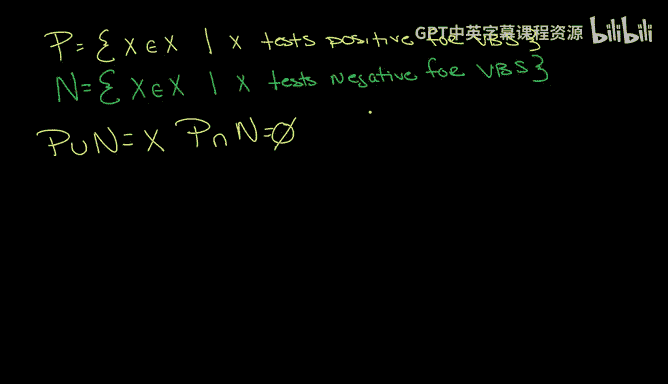 GPT中英字幕课程资源 bilibili
P = { x ∈ X | x tests positive for VBS }
N = { x ∈ X | x tests negative for VBS }
P ∪ N = X P ∩ N = ∅